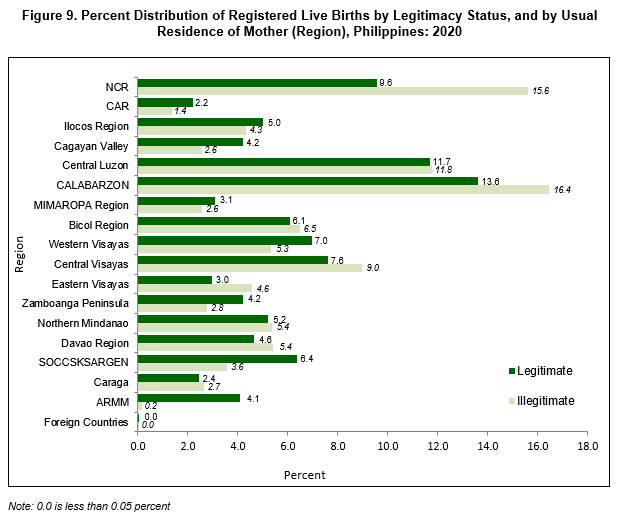 Figure 9. Percent Distribution of Registered Live Births by Legitimacy Status, and by Usual
Residence of Mother (Region), Philippines: 2020
Region
NCR 9.6
15.6
CAR 2.2
1.4
Ilocos Region 5.0
4.3
Cagayan Valley 4.2
2.6
Central Luzon 11.7
11.8
CALABARZON 13.6
16.4
MIMAROPA Region 3.1
2.6
Bicol Region 6.1
6.5
Western Visayas 7.0
5.3
Central Visayas 7.6
9.0
Eastern Visayas 3.0
4.6
Zamboanga Peninsula 4.2
2.8
Northern Mindanao 5.2
5.4
Davao Region 4.6
5.4
SOCCSKSARGEN 6.4
3.6
Caraga 2.4
2.7
ARMM 4.1
0.2
Foreign Countries 0.0
0.0
Legitimate
Illegitimate
0.0 2.0 4.0 6.0 8.0 10.0 12.0 14.0 16.0 18.0
Percent
Note: 0.0 is less than 0.05 percent